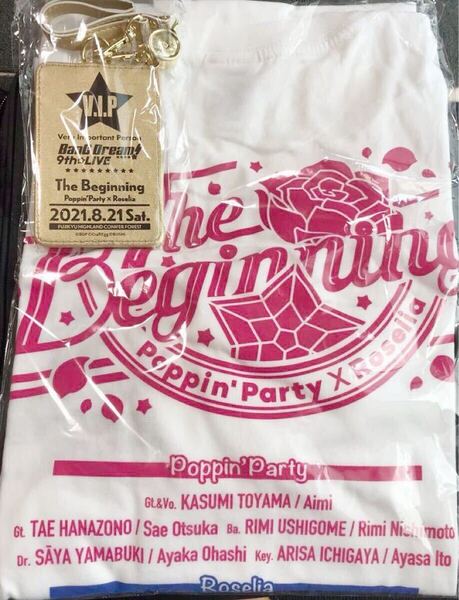 V.I.P
Very Important Person
BanG Dream!
9th☆LIVE
The Beginning
Poppin'Party × Roselia
2021.8.21 Sat.
FUJIKYU HIGHLAND CONIFER FOREST
The
Beginning
Poppin'Party X Roselia
Poppin'Party
Gt.&Vo. KASUMI TOYAMA / Aimi
Gt. TAE HANAZONO / Sae Otsuka Ba. RIMI USHIGOME / Rimi Nishimoto
Dr. SĀYA YAMABUKI / Ayaka Ohashi Key. ARISA ICHIGAYA / Ayasa Ito
Roselia